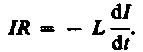 IR = − L dI/dt.